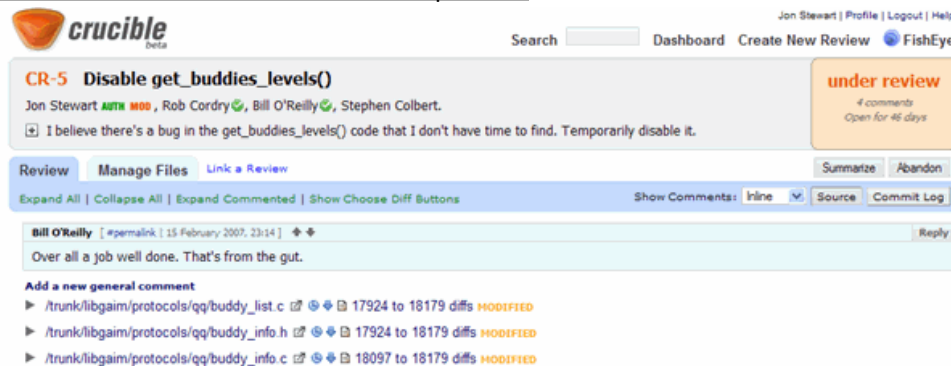 crucible
beta
Jon Stewart | Profile | Logout | Help
Search Dashboard Create New Review FishEye
CR-5 Disable get_buddies_levels()
Jon Stewart AUTH MOD , Rob Cordry, Bill O'Reilly, Stephen Colbert.
I believe there's a bug in the get_buddies_levels() code that I don't have time to find. Temporarily disable it.
under review
4 comments
Open for 46 days
Review Manage Files Link a Review Summarize Abandon
Expand All | Collapse All | Expand Commented | Show Choose Diff Buttons Show Comments: Inline Source Commit Log
Bill O'Reilly [ #permalink | 15 February 2007, 23:14 ] Reply
Over all a job well done. That's from the gut.
Add a new general comment
/trunk/libgaim/protocols/qq/buddy_list.c 17924 to 18179 diffs MODIFIED
/trunk/libgaim/protocols/qq/buddy_info.h 17924 to 18179 diffs MODIFIED
/trunk/libgaim/protocols/qq/buddy_info.c 18097 to 18179 diffs MODIFIED